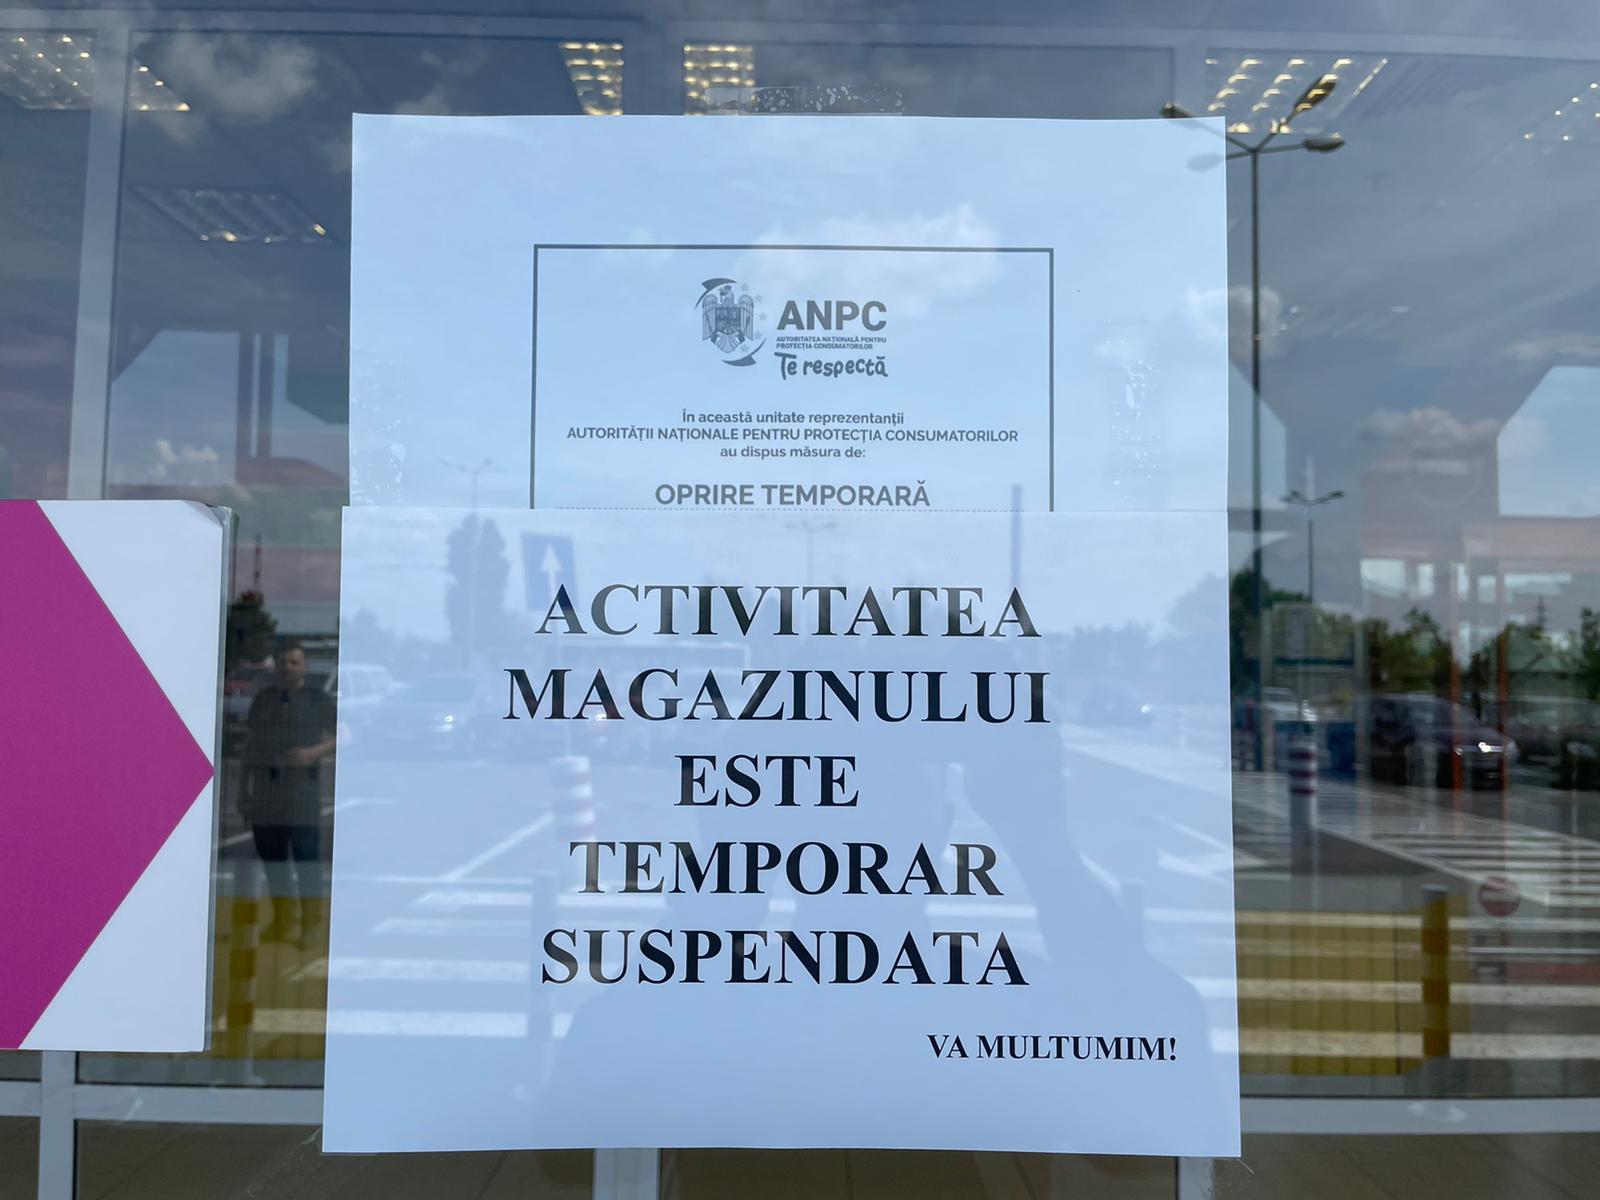 ANPC
AUTORITATEA NAȚIONALĂ PENTRU
PROTECȚIA CONSUMATORILOR
Te respectă
În această unitate reprezentanții
AUTORITĂȚII NAȚIONALE PENTRU PROTECȚIA CONSUMATORILOR
au dispus măsura de:
OPRIRE TEMPORARĂ
ACTIVITATEA
MAGAZINULUI
ESTE
TEMPORAR
SUSPENDATA
VA MULTUMIM!